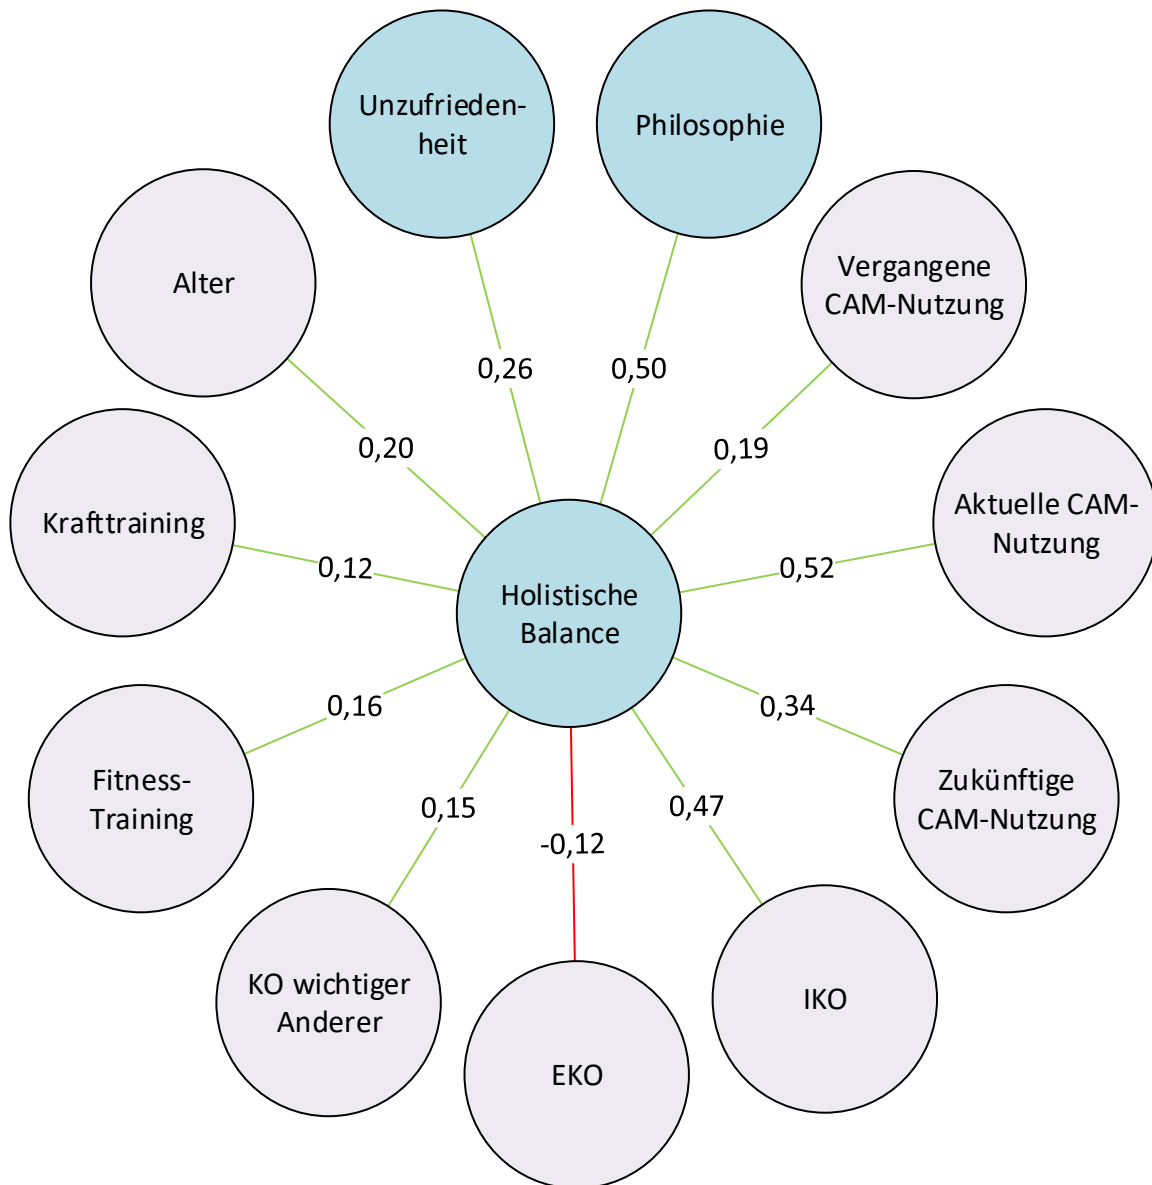 Unzufrieden-
heit
Philosophie
Alter
Vergangene
CAM-Nutzung
0,26
0,50
0,20
0,19
Krafttraining
Aktuelle CAM-
Nutzung
0,12
0,52
Holistische
Balance
0,16
0,34
Fitness-
Training
Zukünftige
CAM-Nutzung
0,15
0,47
-0,12
KO wichtiger
Anderer
IKO
EKO